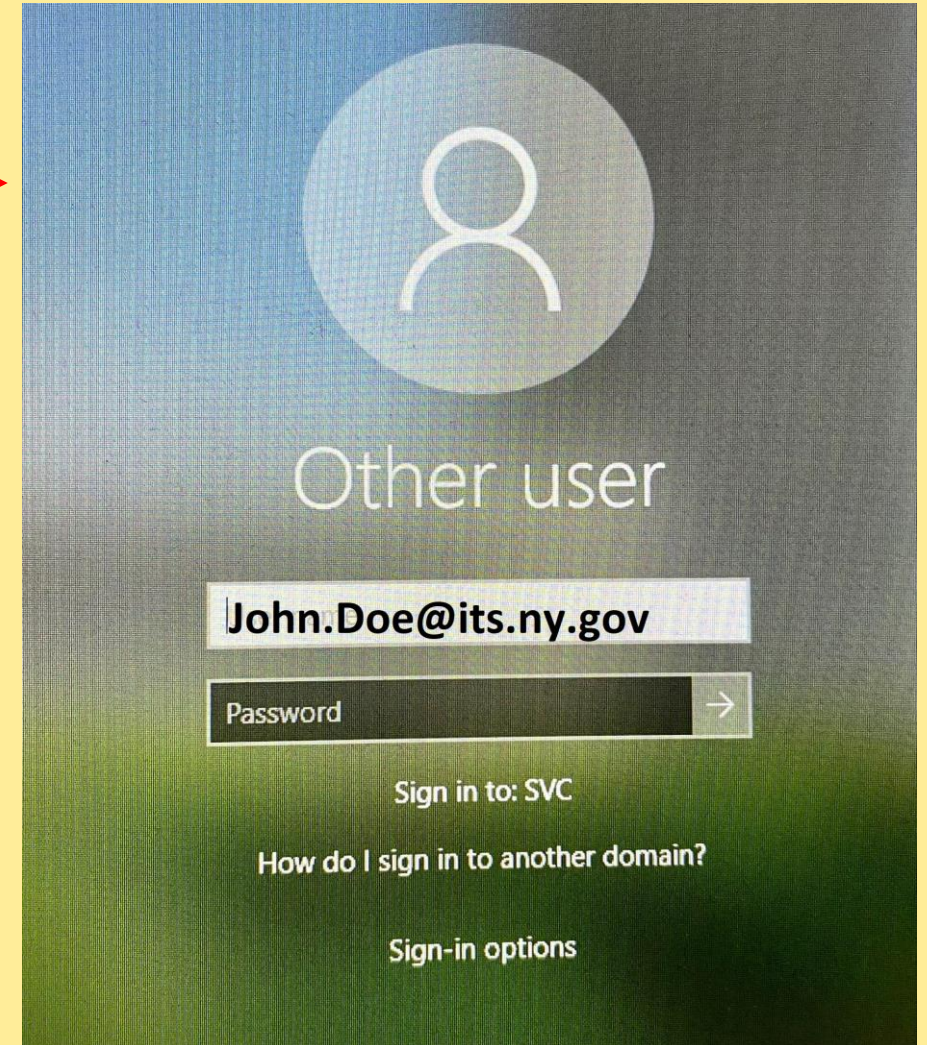 Other user
John.Doe@its.ny.gov
Password
Sign in to: SVC
How do I sign in to another domain?
Sign-in options